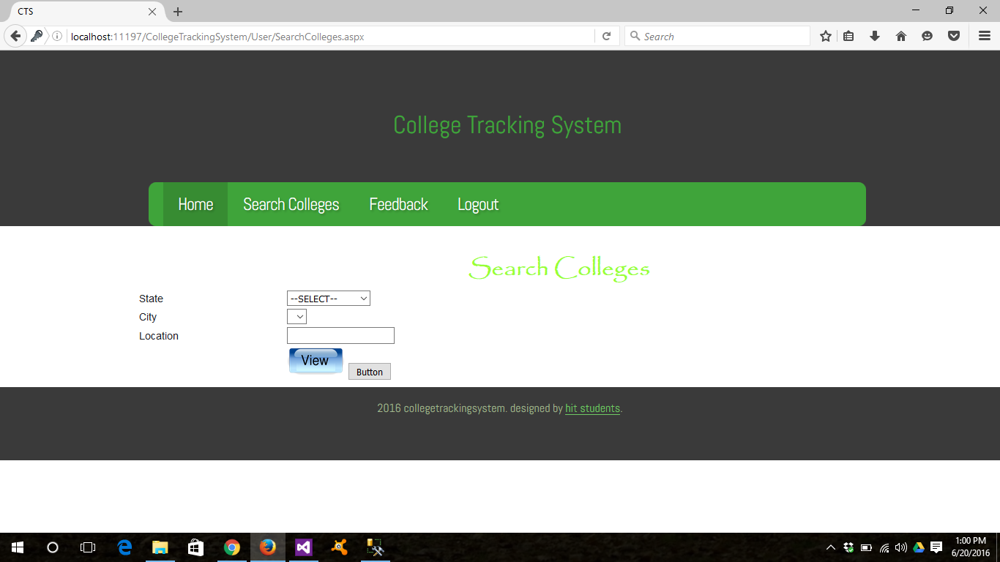 CTS
localhost:11197/CollegeTrackingSystem/User/SearchColleges.aspx
Search
College Tracking System
Home Search Colleges Feedback Logout
Search Colleges
State --SELECT--
City
Location
View Button
2016 collegetrackingsystem. designed by hit students.
1:00 PM
6/20/2016